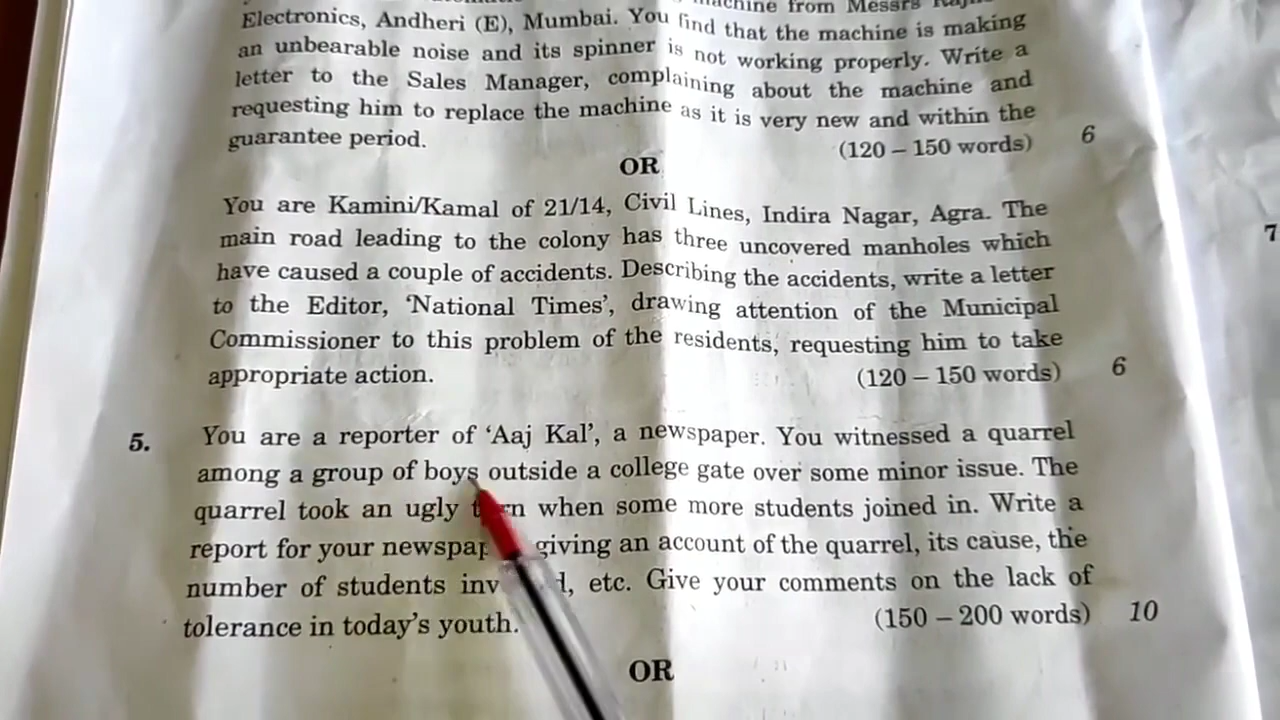 machine from Messrs
Electronics, Andheri (E), Mumbai. You find that the machine is making
an unbearable noise and its spinner is not working properly. Write a
letter to the Sales Manager, complaining about the machine and
requesting him to replace the machine as it is very new and within the
guarantee period. (120 – 150 words) 6
OR
You are Kamini/Kamal of 21/14, Civil Lines, Indira Nagar, Agra. The
main road leading to the colony has three uncovered manholes which
have caused a couple of accidents. Describing the accidents, write a letter
to the Editor, ‘National Times’, drawing attention of the Municipal
Commissioner to this problem of the residents, requesting him to take
appropriate action. (120 – 150 words) 6
5. You are a reporter of ‘Aaj Kal’, a newspaper. You witnessed a quarrel
among a group of boys outside a college gate over some minor issue. The
quarrel took an ugly when some more students joined in. Write a
report for your giving an account of the quarrel, its cause, the
number of students etc. Give your comments on the lack of
tolerance in today's youth. (150 – 200 words) 10
OR
7